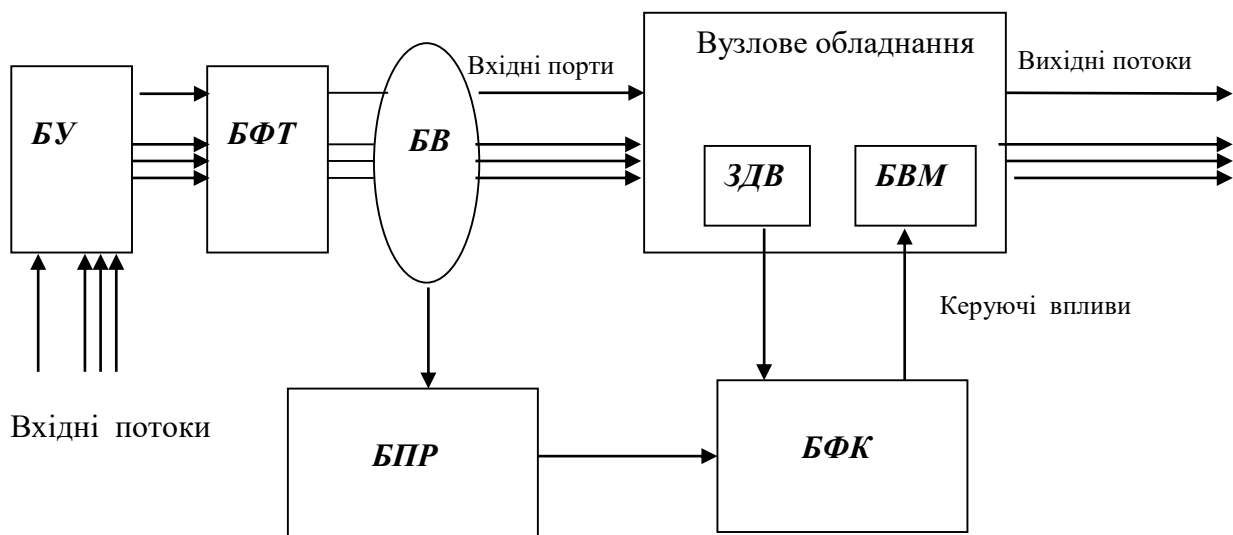 Вузлове обладнання
Вхідні порти
Вихідні потоки
БУ
БФТ
БВ
ЗДВ
БВМ
Керуючі впливи
Вхідні потоки
БПР
БФК